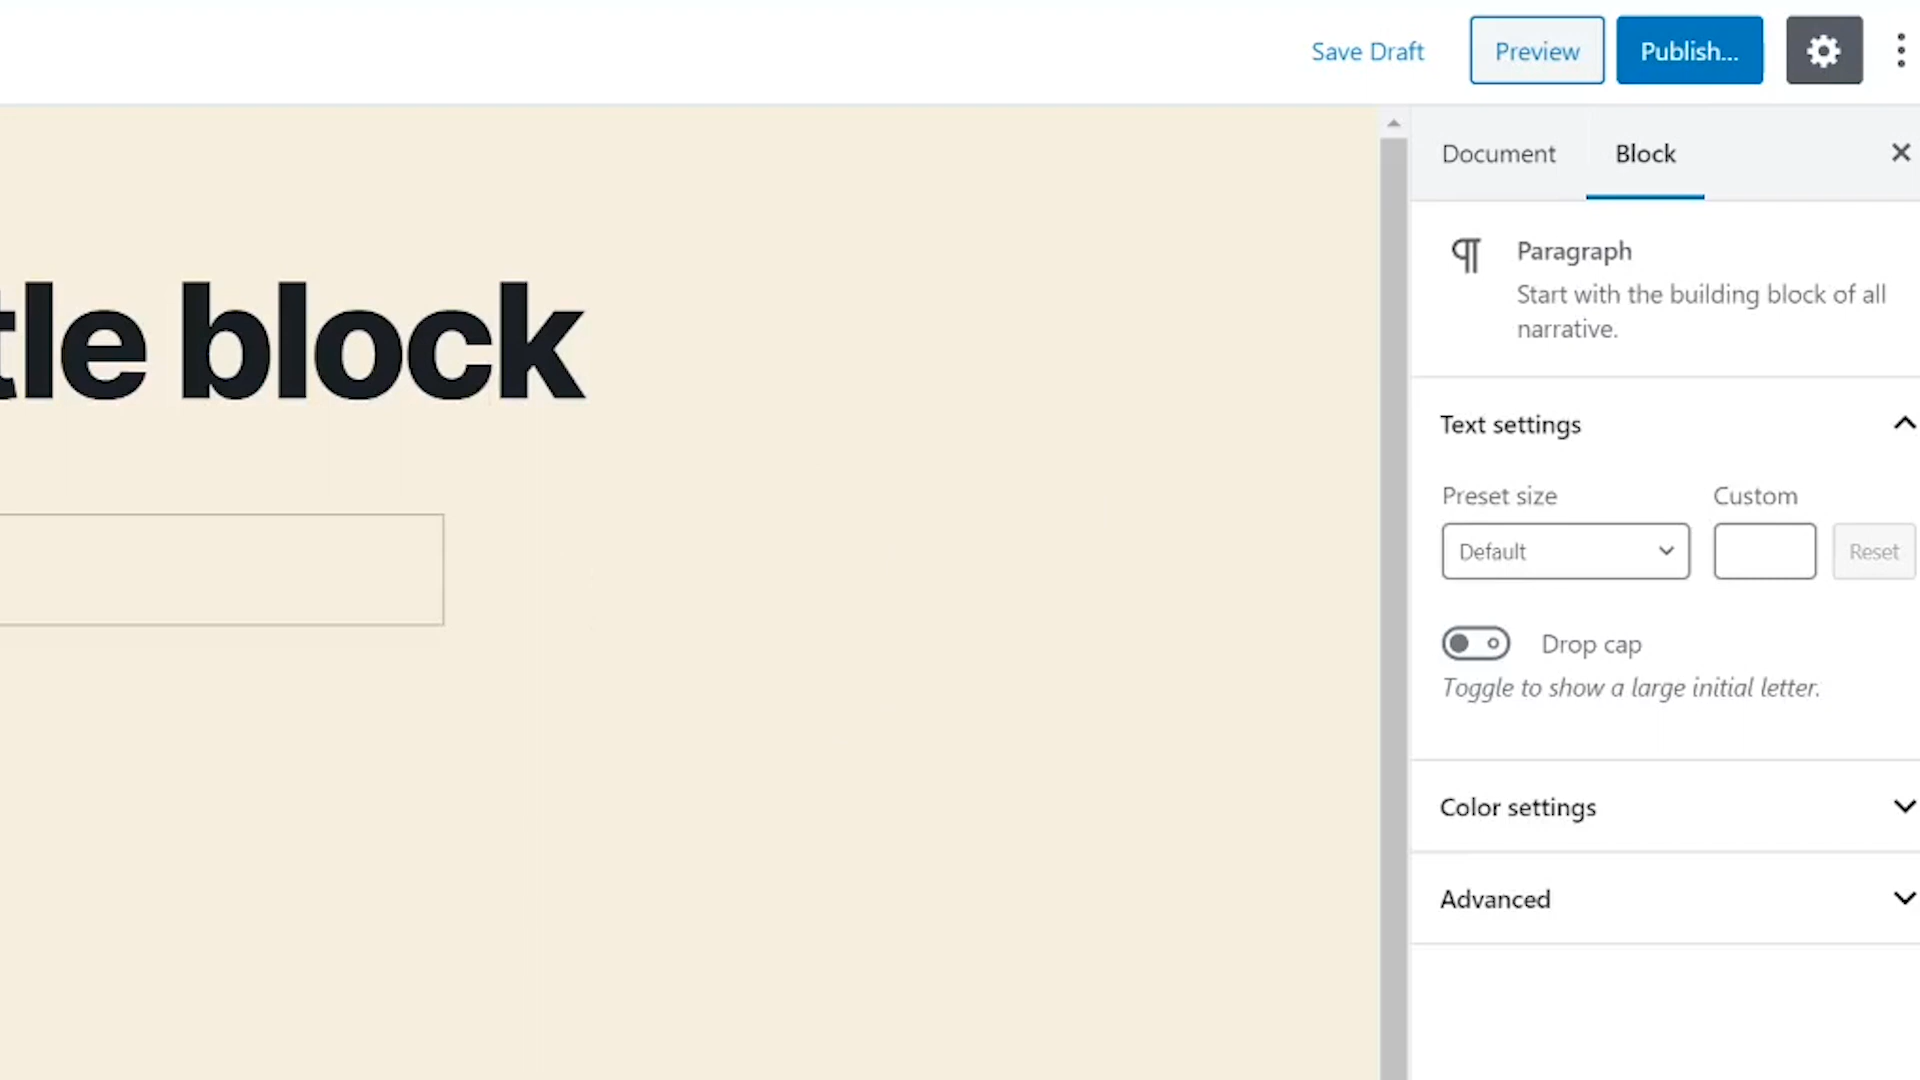 Save Draft
Preview
Publish...
Document
Block
tle block
Paragraph
Start with the building block of all
narrative.
Text settings
Preset size
Custom
Default
Reset
Drop cap
Toggle to show a large initial letter.
Color settings
Advanced